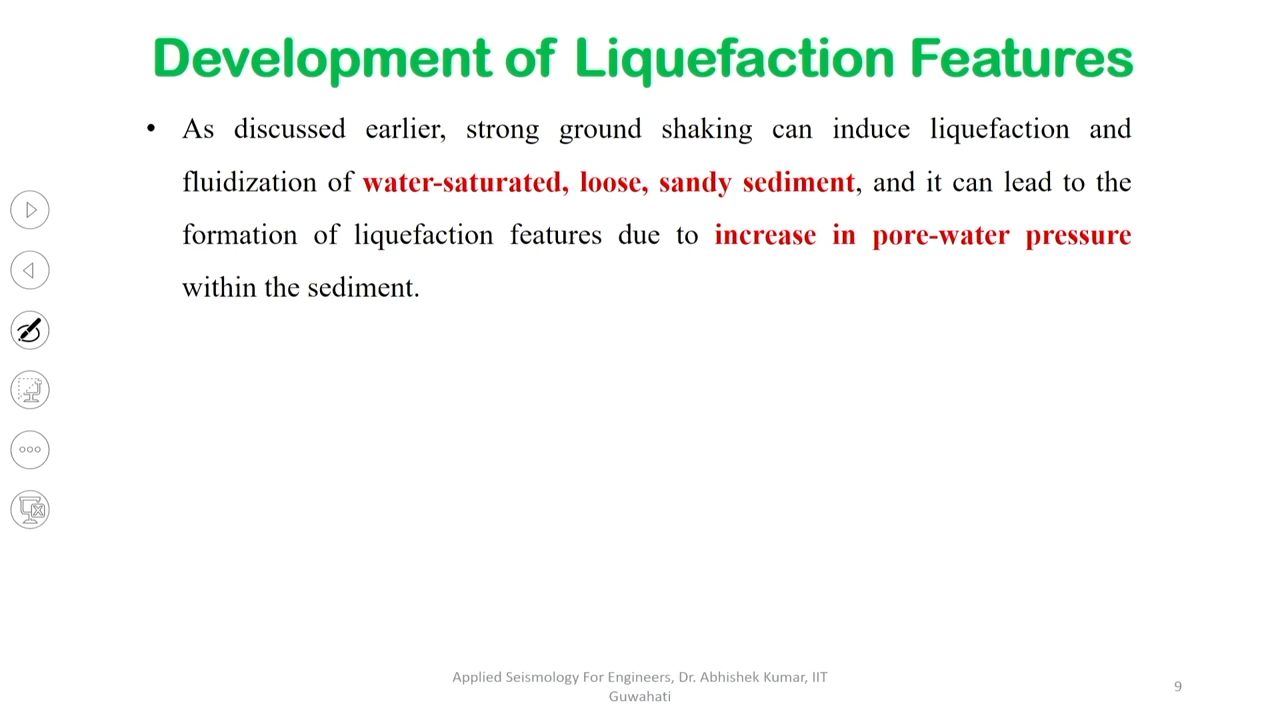 Development of Liquefaction Features
• As discussed earlier, strong ground shaking can induce liquefaction and
fluidization of water-saturated, loose, sandy sediment, and it can lead to the
formation of liquefaction features due to increase in pore-water pressure
within the sediment.
Applied Seismology For Engineers, Dr. Abhishek Kumar, IIT
Guwahati
9